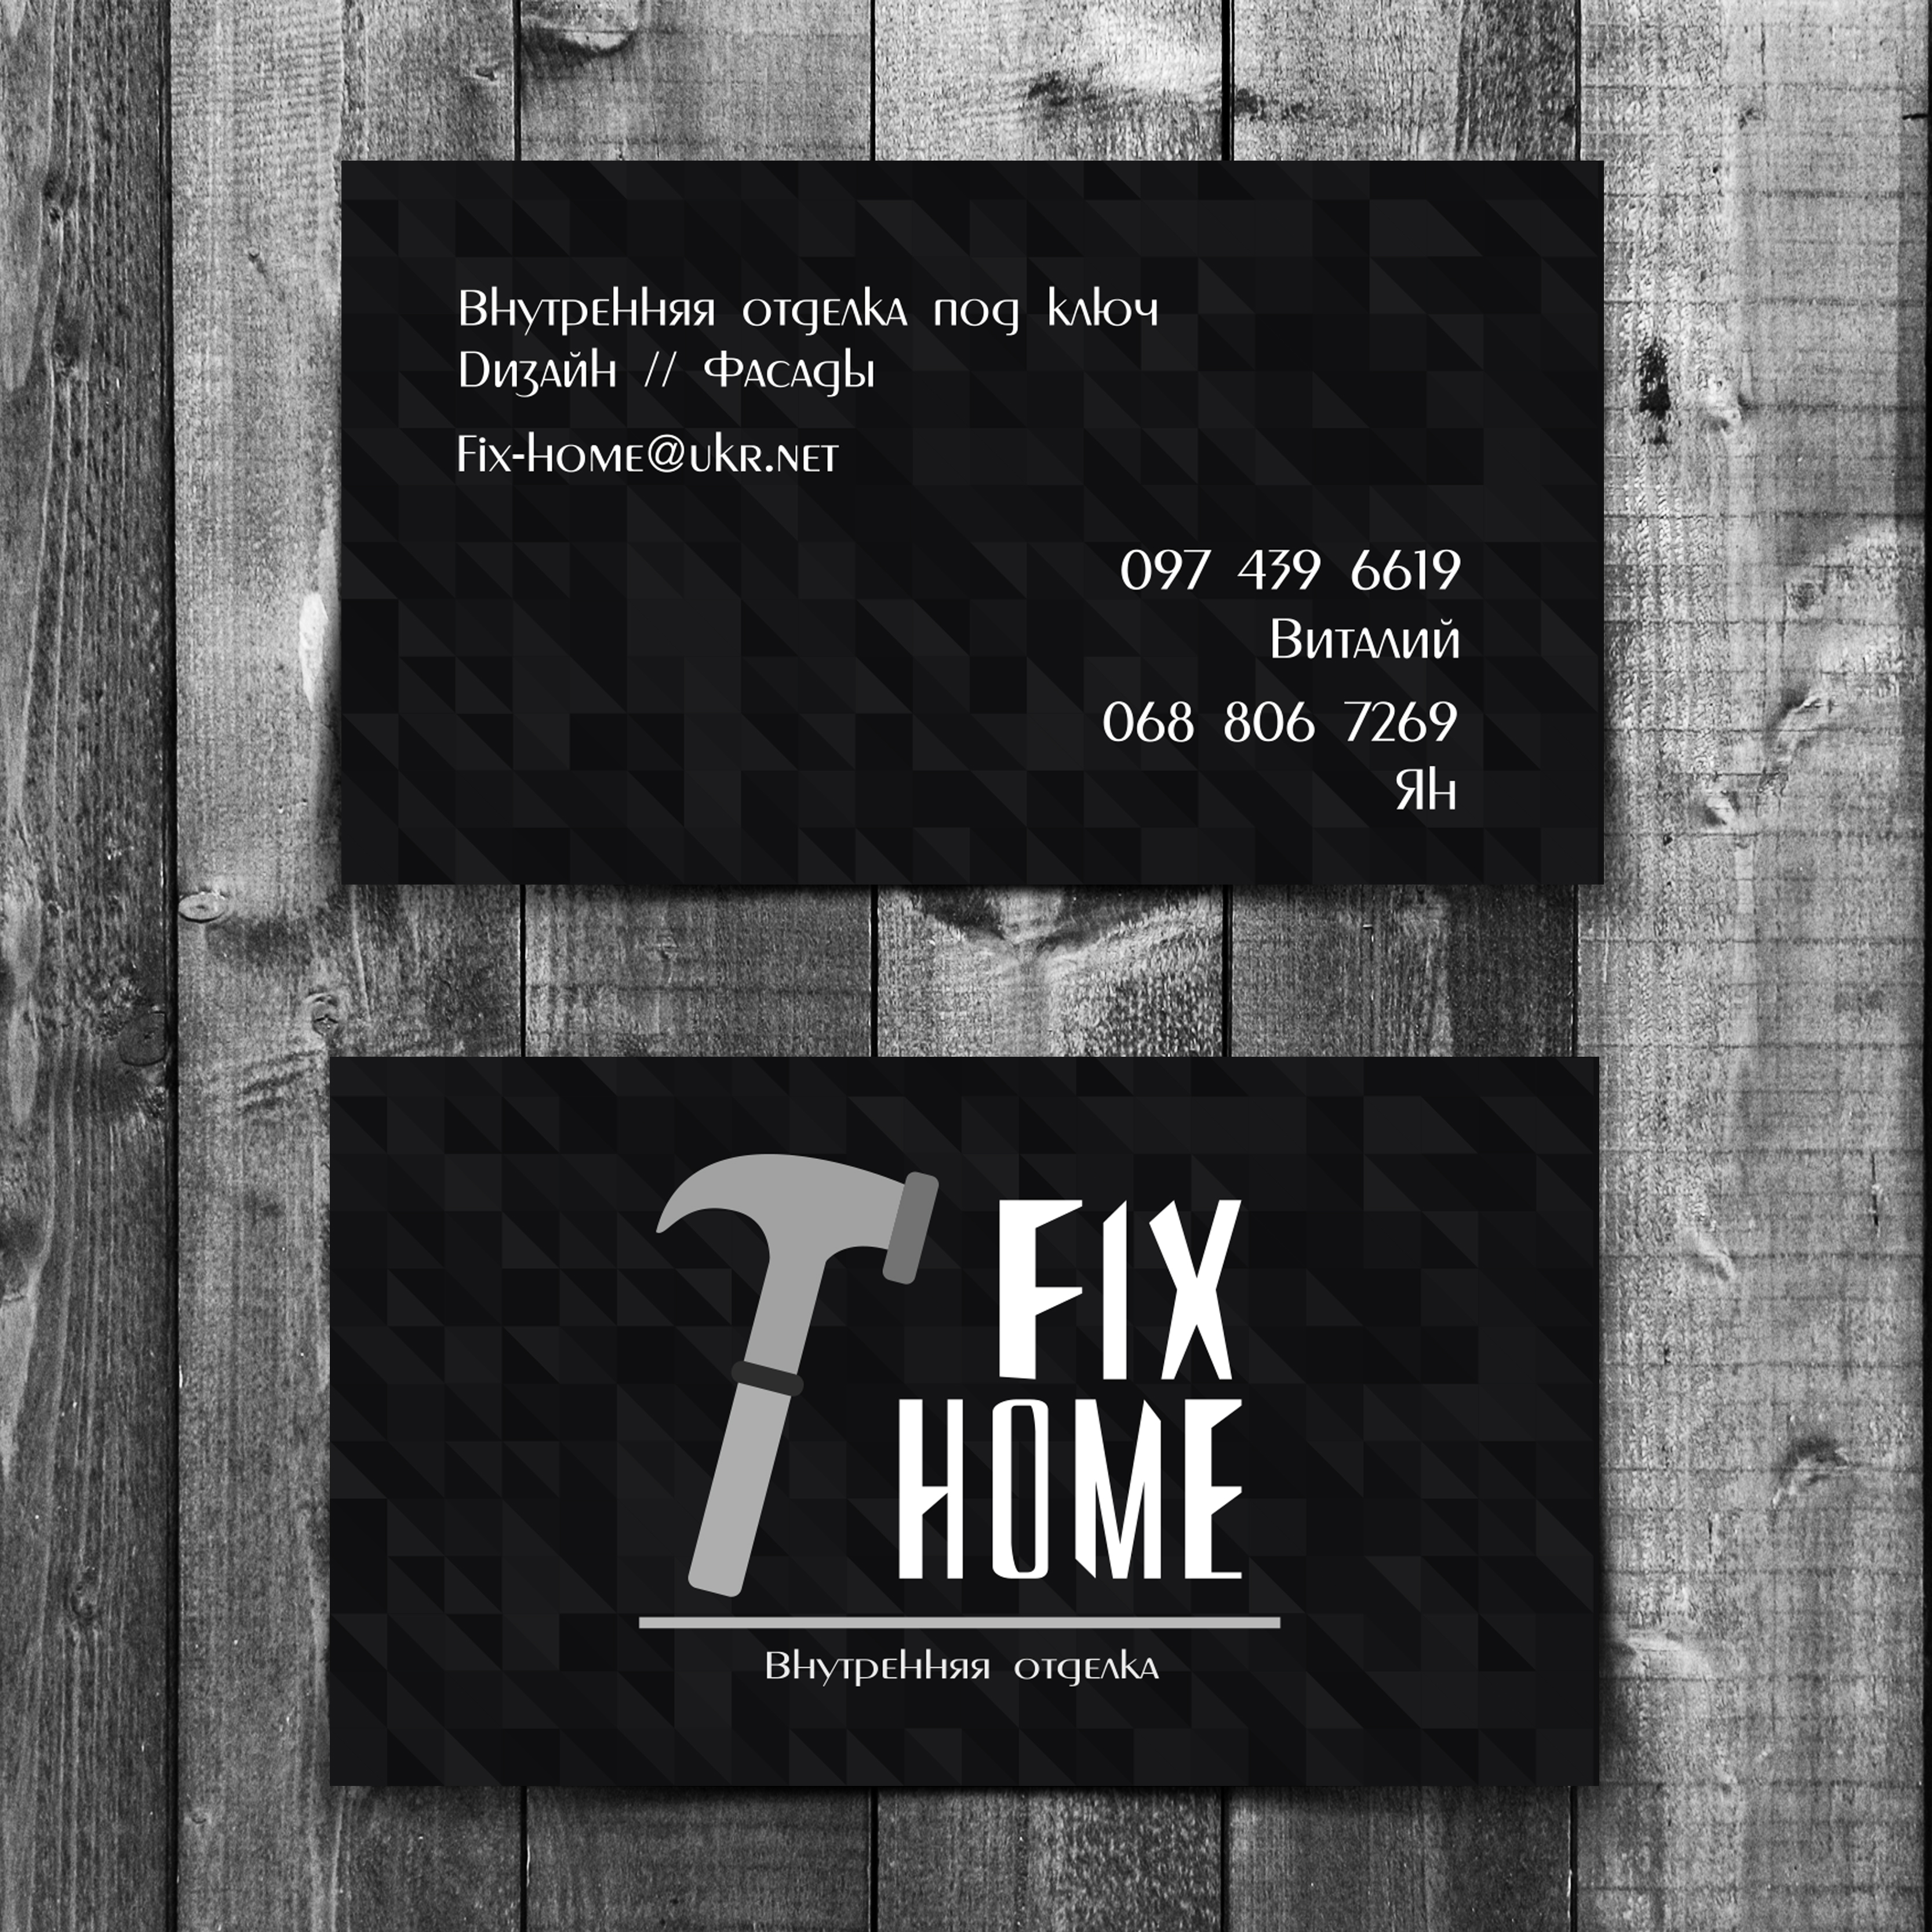 Внутренняя отделка под ключ
Дизайн // Фасады
Fix-Home@ukr.net
097 439 6619
Виталий
068 806 7269
Ян
FIX
HOME
Внутренняя отделка